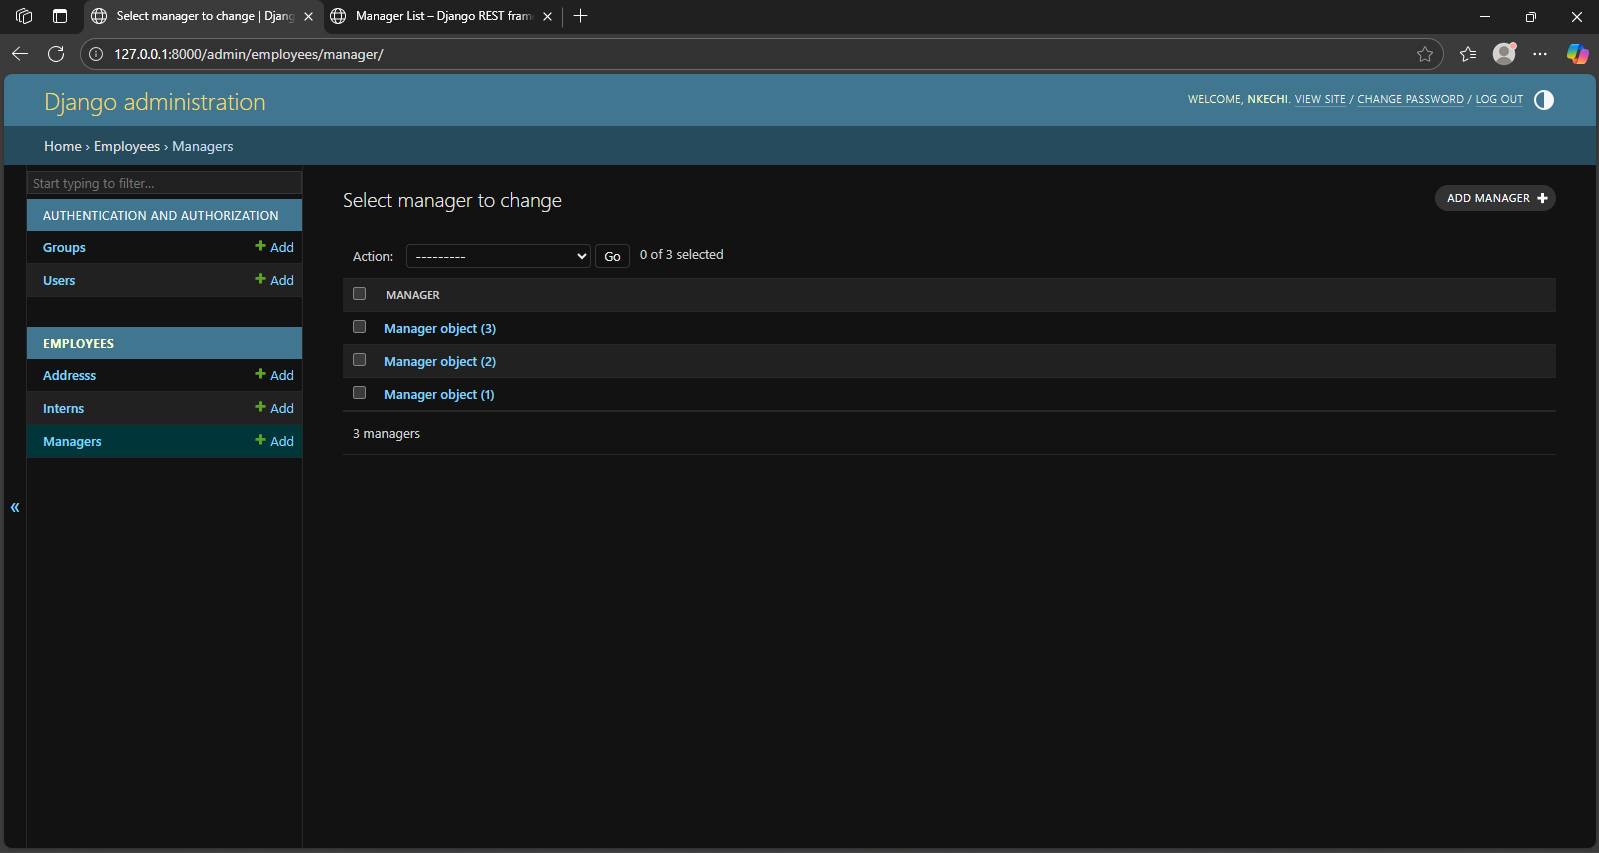 Select manager to change | Djang
Manager List – Django REST fram
127.0.0.1:8000/admin/employees/manager/
Django administration
WELCOME, NKECHI. VIEW SITE / CHANGE PASSWORD / LOG OUT
Home › Employees › Managers
Start typing to filter...
AUTHENTICATION AND AUTHORIZATION
Groups + Add
Users + Add
EMPLOYEES
Addresss + Add
Interns + Add
Managers + Add
«
Select manager to change
ADD MANAGER +
Action: --------- Go 0 of 3 selected
MANAGER
Manager object (3)
Manager object (2)
Manager object (1)
3 managers